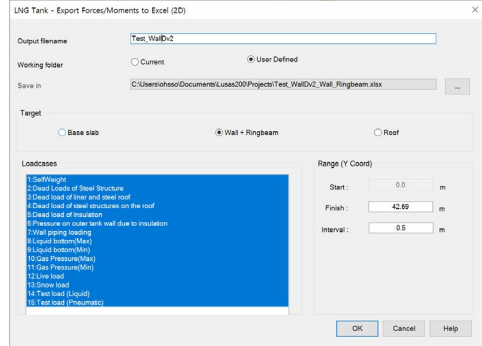 LNG Tank - Export Forces/Moments to Excel (2D)
Output filename
Test_WallDv2
Working folder
Current
User Defined
Save in
C:\Users\ohsso\Documents\Lusas200\Projects\Test_WallDv2_Wall_Ringbeam.xlsx
...
Target
Base slab
Wall + Ringbeam
Roof
Loadcases
1:SelfWeight
2:Dead Loads of Steel Structure
3:Dead load of liner and steel roof
4:Dead load of steel structures on the roof
5:Dead load of Insulation
6:Pressure on outer tank wall due to insulation
7:Wall piping loading
8:Liquid bottom(Max)
9:Liquid bottom(Min)
10:Gas Pressure(Max)
11:Gas Pressure(Min)
12:Live load
13:Snow load
14:Test load (Liquid)
15:Test load (Pneumatic)
Range (Y Coord)
Start : 0.0 m
Finish : 42.69 m
Interval : 0.5 m
OK
Cancel
Help